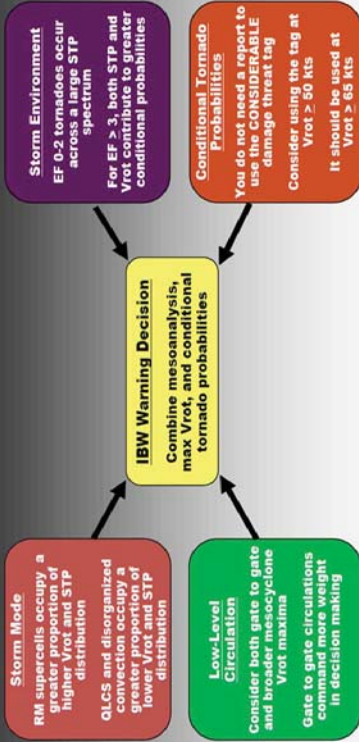 Storm Mode
RM supercells occupy a
greater proportion of
higher Vrot and STP
distribution
QLCS and disorganized
convection occupy a
greater proportion of
lower Vrot and STP
distribution
Storm Environment
EF 0-2 tornadoes occur
across a large STP
spectrum
For EF > 3, both STP and
Vrot contribute to greater
conditional probabilities
IBW Warning Decision
Combine mesoanalysis,
max Vrot, and conditional
tornado probabilities
Low-Level
Circulation
Consider both gate to gate
and broader mesocyclone
Vrot maxima
Gate to gate circulations
command more weight
in decision making
Conditional Tornado
Probabilities
You do not need a report to
use the CONSIDERABLE
damage threat tag
Consider using the tag at
Vrot > 50 kts
It should be used at
Vrot > 65 kts